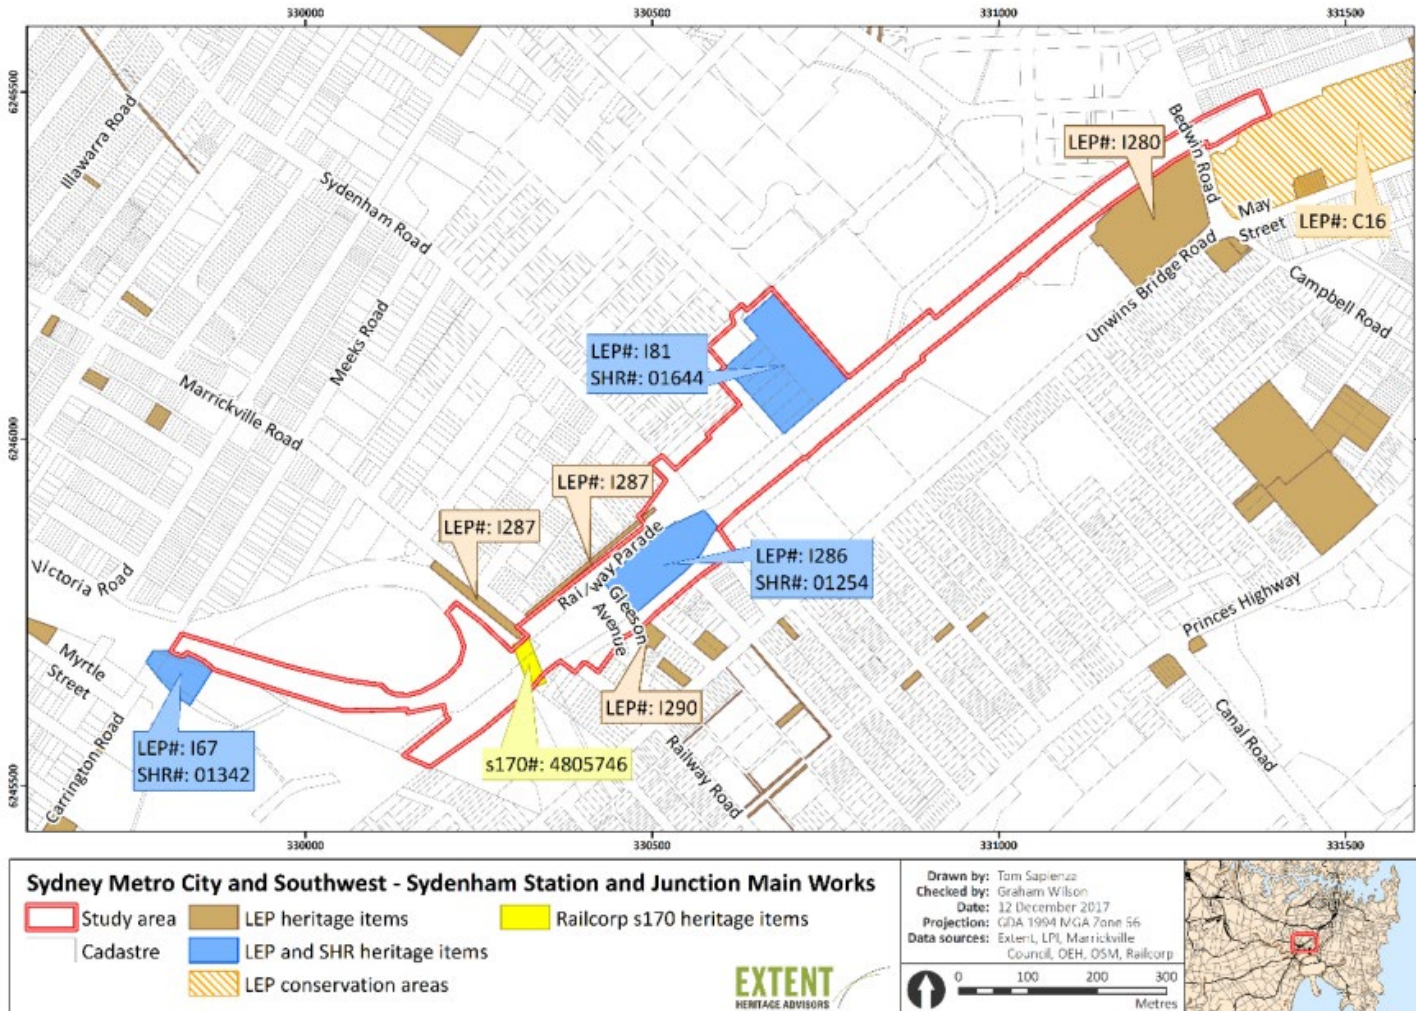 330000
330500
331000
331500
6245500
6246000
6245500
Illawarra Road
Sydenham Road
Bedwin Road
LEP#: I280
May
Street
LEP#: C16
Unwins Bridge Road
Campbell Road
Meeks Road
LEP#: I81
SHR#: 01644
Marrickville Road
LEP#: I287
LEP#: I287
Railway Parade
LEP#: I286
SHR#: 01254
Gleeson
Avenue
Victoria Road
Princes Highway
Myrtle
Street
LEP#: I290
Canal Road
LEP#: I67
SHR#: 01342
s170#: 4805746
Railway Road
Carrington Road
330000
330500
331000
331500
Sydney Metro City and Southwest - Sydenham Station and Junction Main Works
Study area
LEP heritage items
Railcorp s170 heritage items
Cadastre
LEP and SHR heritage items
LEP conservation areas
EXTENT
HERITAGE ADVISORS
Drawn by: Tom Sapienza
Checked by: Graham Wilson
Date: 12 December 2017
Projection: GDA 1994 MGA Zone 56
Data sources: Extent, LPI, Marrickville
Council, OEH, OSM, Railcorp
0 100 200 300
Metres